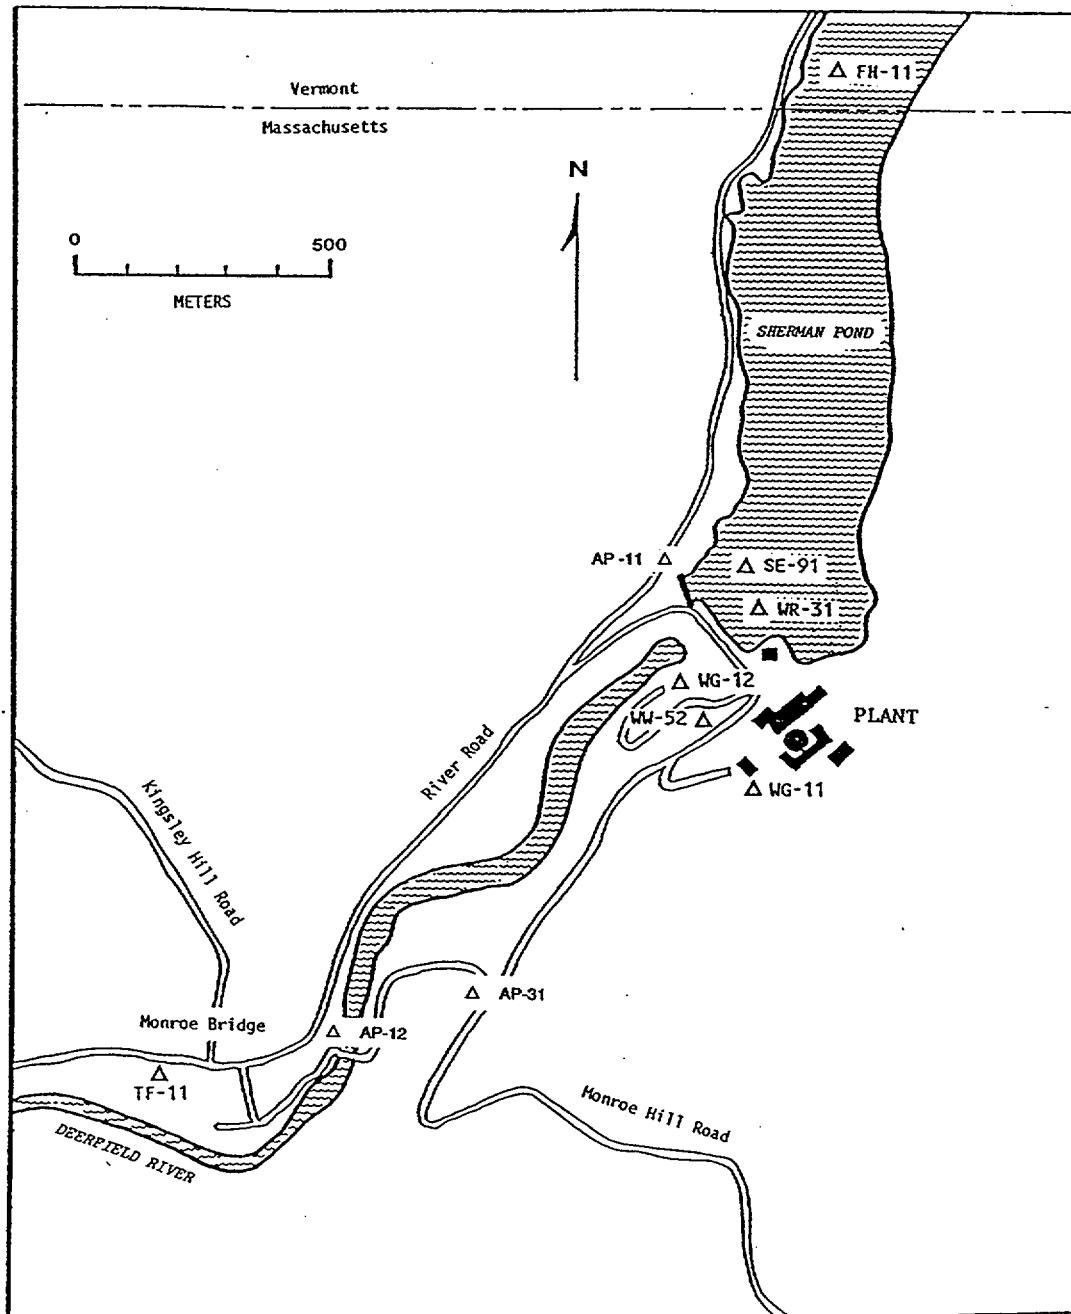 FH-11
Vermont
Massachusetts
N
0 500
METERS
SHERMAN POND
AP-11
SE-91
WR-31
WG-12
WW-52
PLANT
River Road
WG-11
Kingsley Hill Road
AP-31
Monroe Bridge
AP-12
TF-11
Monroe Hill Road
DEERFIELD RIVER